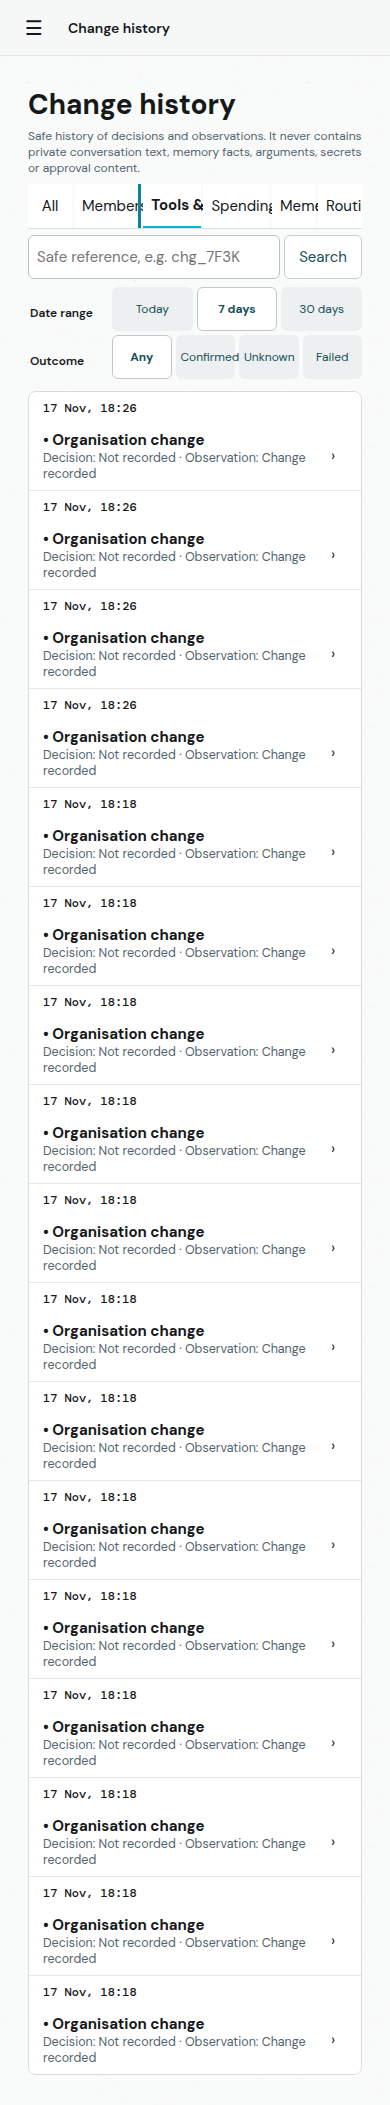 ☰ Change history
Change history
Safe history of decisions and observations. It never contains
private conversation text, memory facts, arguments, secrets
or approval content.
All Members Tools & Spending Meme Routi
Safe reference, e.g. chg_7F3K Search
Date range Today 7 days 30 days
Outcome Any Confirmed Unknown Failed
17 Nov, 18:26
• Organisation change
Decision: Not recorded · Observation: Change ›
recorded
17 Nov, 18:26
• Organisation change
Decision: Not recorded · Observation: Change ›
recorded
17 Nov, 18:26
• Organisation change
Decision: Not recorded · Observation: Change ›
recorded
17 Nov, 18:26
• Organisation change
Decision: Not recorded · Observation: Change ›
recorded
17 Nov, 18:18
• Organisation change
Decision: Not recorded · Observation: Change ›
recorded
17 Nov, 18:18
• Organisation change
Decision: Not recorded · Observation: Change ›
recorded
17 Nov, 18:18
• Organisation change
Decision: Not recorded · Observation: Change ›
recorded
17 Nov, 18:18
• Organisation change
Decision: Not recorded · Observation: Change ›
recorded
17 Nov, 18:18
• Organisation change
Decision: Not recorded · Observation: Change ›
recorded
17 Nov, 18:18
• Organisation change
Decision: Not recorded · Observation: Change ›
recorded
17 Nov, 18:18
• Organisation change
Decision: Not recorded · Observation: Change ›
recorded
17 Nov, 18:18
• Organisation change
Decision: Not recorded · Observation: Change ›
recorded
17 Nov, 18:18
• Organisation change
Decision: Not recorded · Observation: Change ›
recorded
17 Nov, 18:18
• Organisation change
Decision: Not recorded · Observation: Change ›
recorded
17 Nov, 18:18
• Organisation change
Decision: Not recorded · Observation: Change ›
recorded
17 Nov, 18:18
• Organisation change
Decision: Not recorded · Observation: Change ›
recorded
17 Nov, 18:18
• Organisation change
Decision: Not recorded · Observation: Change ›
recorded